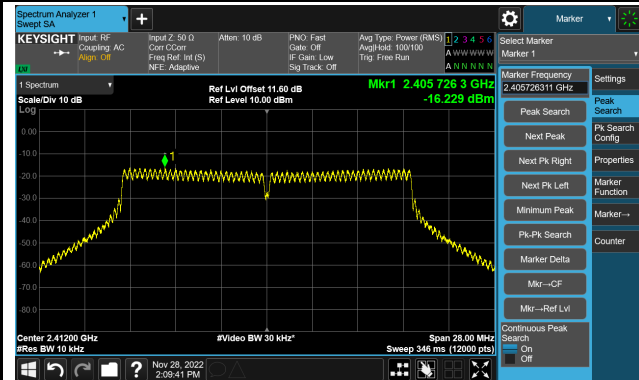 Spectrum Analyzer 1
Swept SA
Marker
KEYSIGHT
Input: RF
Coupling: AC
Align: Off
Input Z: 50 Ω
Corr CCorr
Freq Ref: Int (S)
NFE: Adaptive
Atten: 10 dB
PNO: Fast
Gate: Off
IF Gain: Low
Sig Track: Off
Avg Type: Power (RMS)
Avg|Hold: 100/100
Trig: Free Run
1 2 3 4 5 6
A W W W W W
A N N N N N
LXI
Select Marker
Marker 1
1 Spectrum
Scale/Div 10 dB
Log
Ref Lvl Offset 11.60 dB
Ref Level 10.00 dBm
Mkr1 2.405 726 3 GHz
-16.229 dBm
1
0.00
-10.0
-20.0
-30.0
-40.0
-50.0
-60.0
-70.0
-80.0
Center 2.41200 GHz
#Res BW 10 kHz
#Video BW 30 kHz*
Span 28.00 MHz
Sweep 346 ms (12000 pts)
Marker Frequency
2.405726311 GHz
Peak Search
Next Peak
Next Pk Right
Next Pk Left
Minimum Peak
Pk-Pk Search
Marker Delta
Mkr→CF
Mkr→Ref Lvl
Continuous Peak
Search
On
Off
Settings
Peak
Search
Pk Search
Config
Properties
Marker
Function
Marker→
Counter
?
Nov 28, 2022
2:09:41 PM